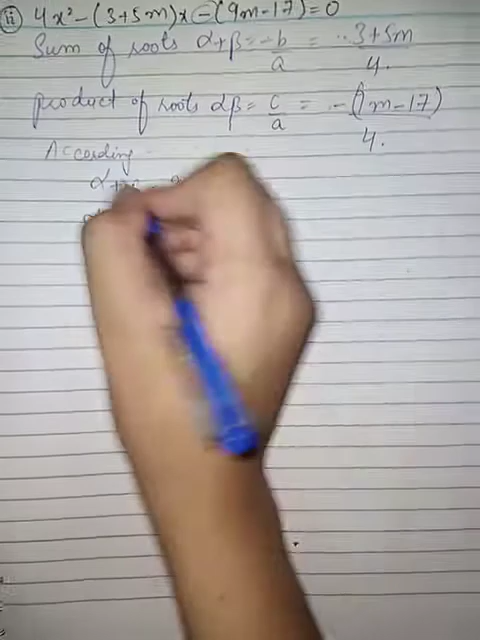 (ii) 4x² - (3+5m)x - (9m-17) = 0
Sum of roots α+β = -b/a = 3+5m/4.
product of roots αβ = c/a = -(9m-17)/4.
According